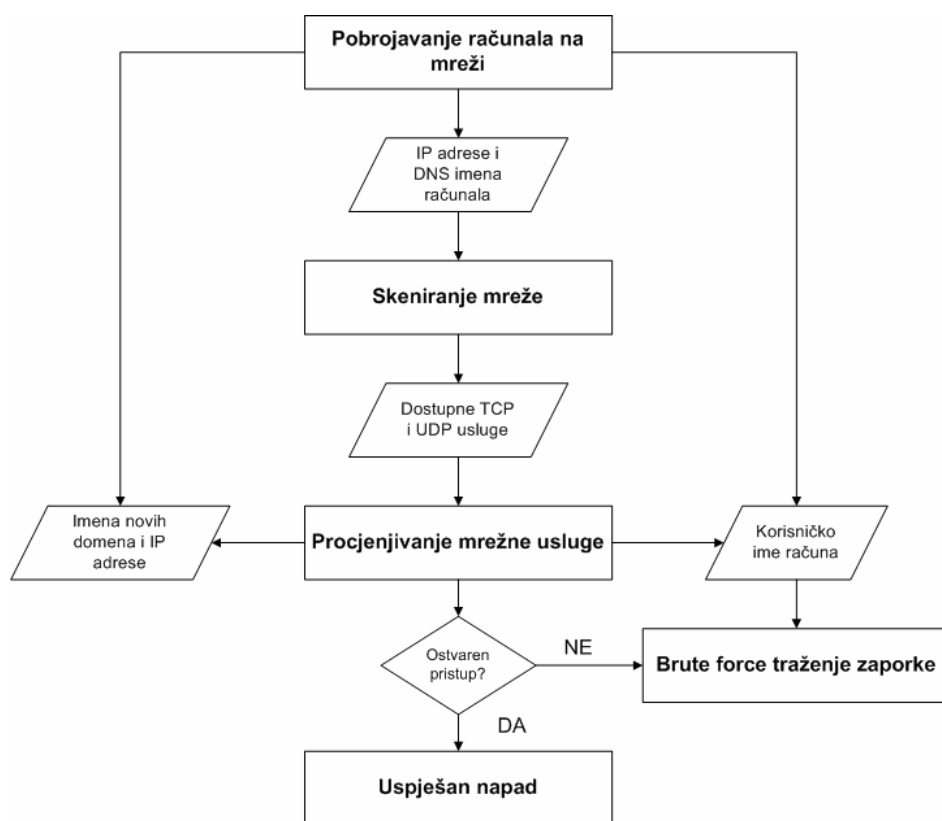 Pobrojavanje računala na
mreži
IP adrese i
DNS imena
računala
Skeniranje mreže
Dostupne TCP
i UDP usluge
Imena novih
domena i IP
adrese
Procjenjivanje mrežne usluge
Korisničko
ime računa
Ostvaren
pristup?
NE
Brute force traženje zaporke
DA
Uspješan napad